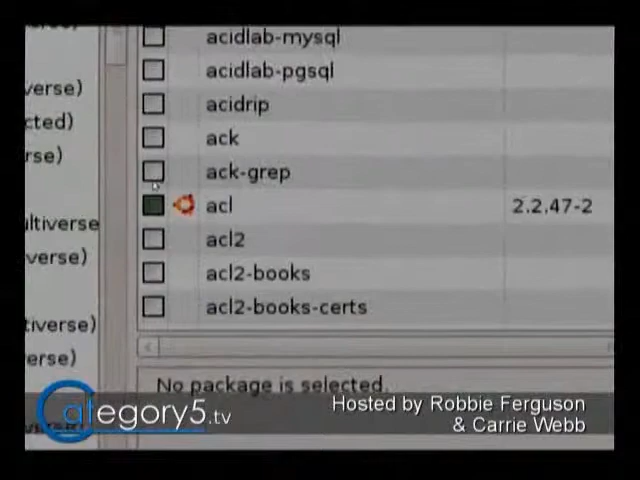 acidlab-mysql
acidlab-pgsql
verse)
acidrip
cted)
ack
rse)
ack-grep
acl 2.2.47-2
ultiverse
acl2
verse)
acl2-books
acl2-books-certs
tiverse)
erse)
No package is selected.
Category5.tv
Hosted by Robbie Ferguson
& Carrie Webb